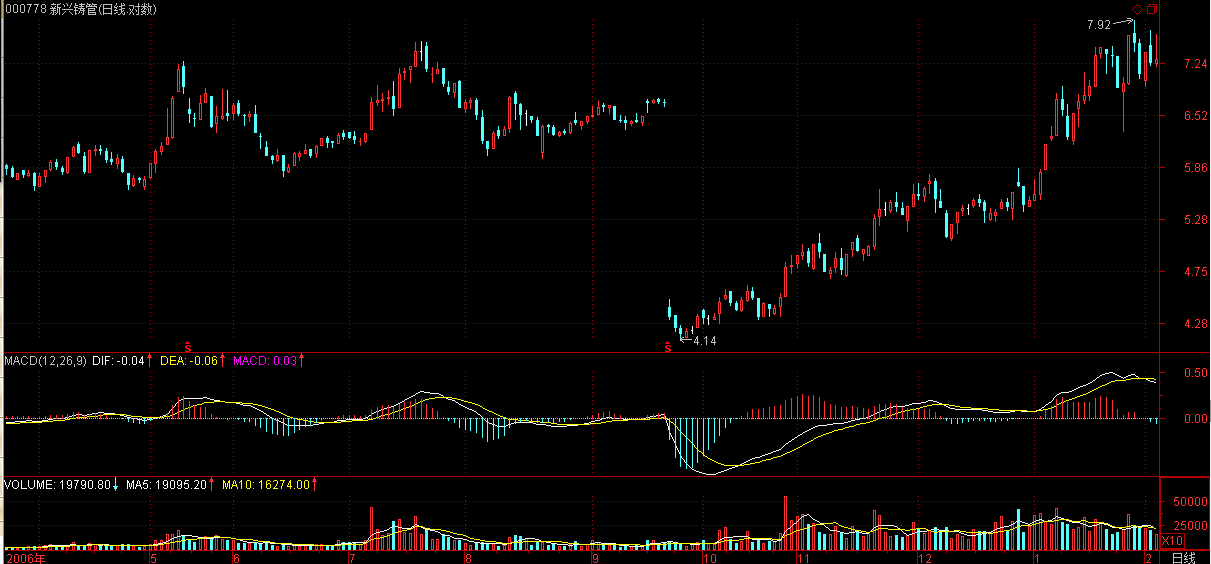 000778 新兴铸管(日线.对数)
7.92
7.24
6.52
5.86
5.28
4.75
4.28
4.14
S
S
MACD(12,26,9) DIF: -0.04↑ DEA: -0.06↑ MACD: 0.03↑
0.50
0.00
VOLUME: 19790.80↓ MA5: 19095.20↑ MA10: 16274.00↑
50000
25000
X10
2006年 5 6 7 8 9 10 11 12 1 2 日线